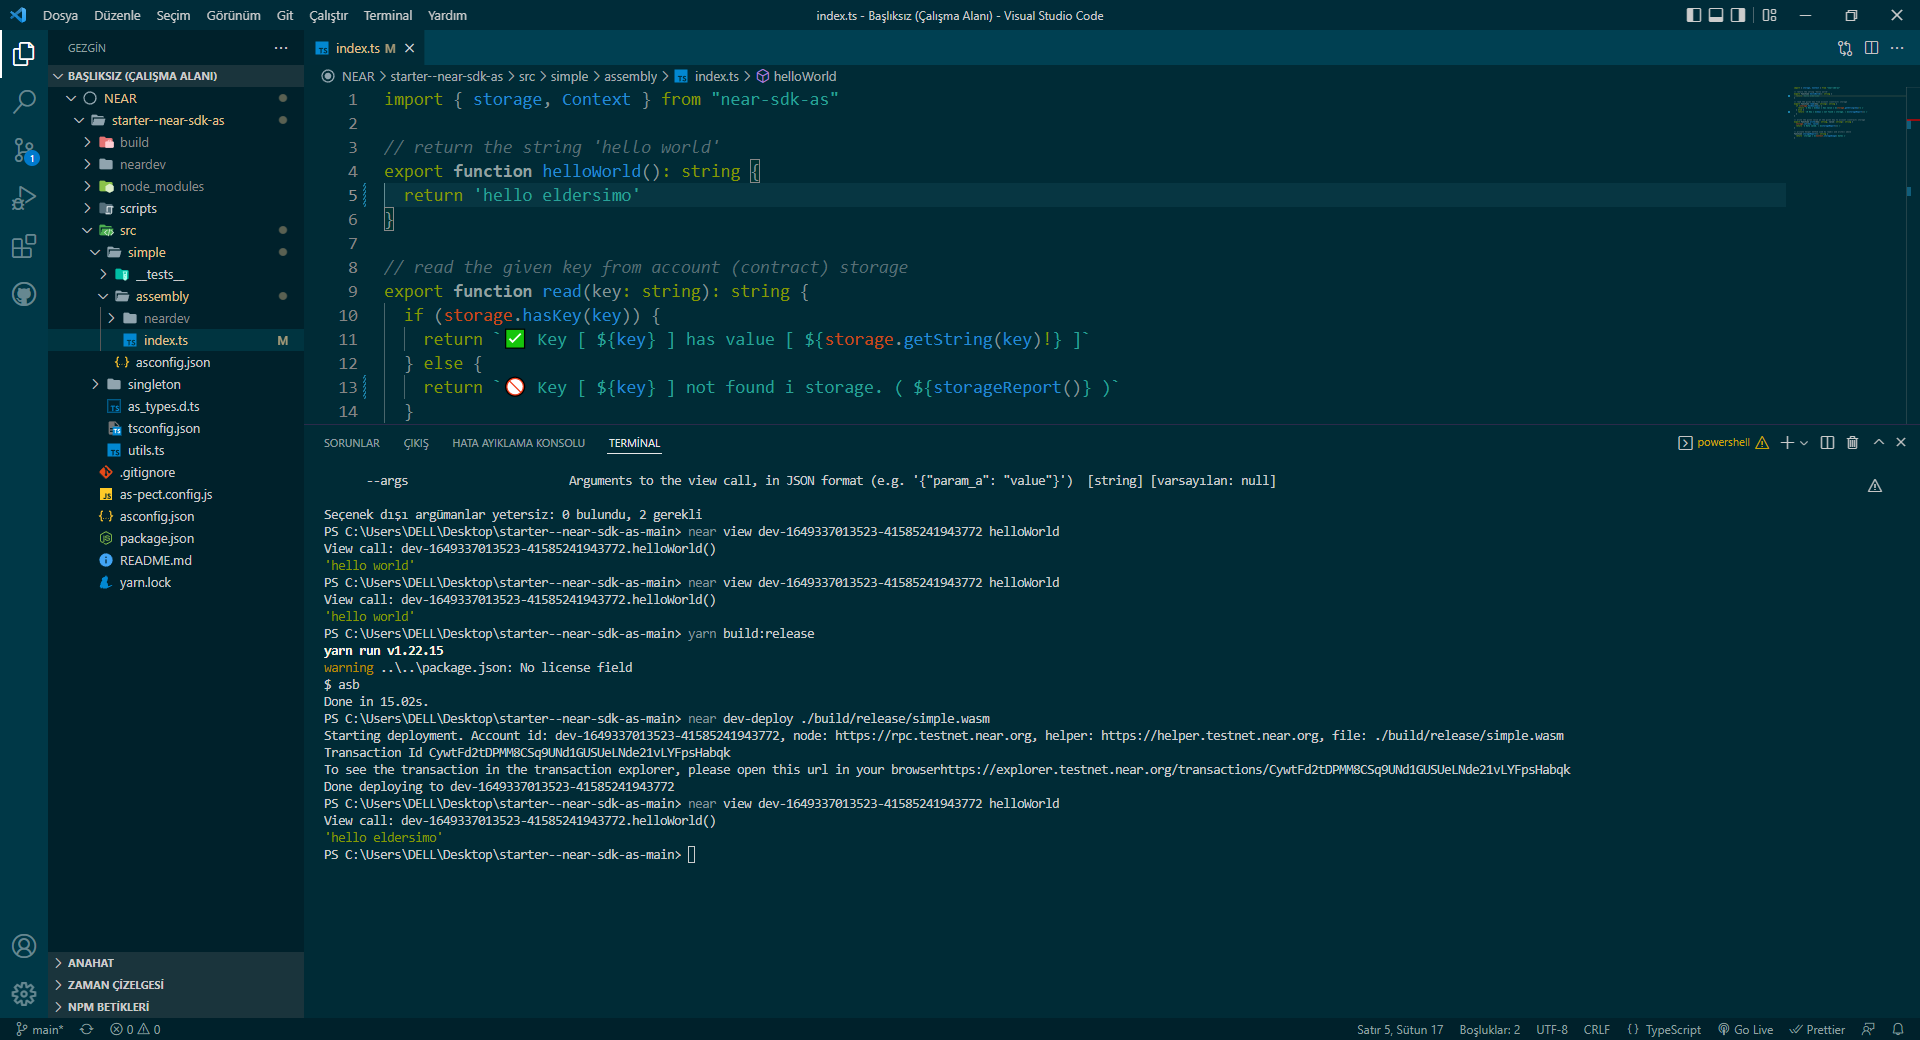 Dosya Düzenle Seçim Görünüm Git Çalıştır Terminal Yardım
index.ts - Başlıksız (Çalışma Alanı) - Visual Studio Code
GEZGİN
BAŞLIKSIZ (ÇALIŞMA ALANI)
NEAR
starter--near-sdk-as
build
neardev
node_modules
scripts
src
simple
__tests__
assembly
neardev
index.ts M
asconfig.json
singleton
as_types.d.ts
tsconfig.json
utils.ts
.gitignore
as-pect.config.js
asconfig.json
package.json
README.md
yarn.lock
ANAHAT
ZAMAN ÇİZELGESİ
NPM BETİKLERİ
1
index.ts M
NEAR > starter--near-sdk-as > src > simple > assembly > index.ts > helloWorld
1 import { storage, Context } from "near-sdk-as"
2
3 // return the string 'hello world'
4 export function helloWorld(): string {
5 return 'hello eldersimo'
6 }
7
8 // read the given key from account (contract) storage
9 export function read(key: string): string {
10 if (storage.hasKey(key)) {
11 return `✅ Key [ ${key} ] has value [ ${storage.getString(key)!} ]`
12 } else {
13 return `🚫 Key [ ${key} ] not found i storage. ( ${storageReport()} )`
14 }
SORUNLAR ÇIKIŞ HATA AYIKLAMA KONSOLU TERMİNAL
powershell
--args Arguments to the view call, in JSON format (e.g. '{"param_a": "value"}') [string] [varsayılan: null]
Seçenek dışı argümanlar yetersiz: 0 bulundu, 2 gerekli
PS C:\Users\DELL\Desktop\starter--near-sdk-as-main> near view dev-1649337013523-41585241943772 helloWorld
View call: dev-1649337013523-41585241943772.helloWorld()
'hello world'
PS C:\Users\DELL\Desktop\starter--near-sdk-as-main> near view dev-1649337013523-41585241943772 helloWorld
View call: dev-1649337013523-41585241943772.helloWorld()
'hello world'
PS C:\Users\DELL\Desktop\starter--near-sdk-as-main> yarn build:release
yarn run v1.22.15
warning ..\..\package.json: No license field
$ asb
Done in 15.02s.
PS C:\Users\DELL\Desktop\starter--near-sdk-as-main> near dev-deploy ./build/release/simple.wasm
Starting deployment. Account id: dev-1649337013523-41585241943772, node: https://rpc.testnet.near.org, helper: https://helper.testnet.near.org, file: ./build/release/simple.wasm
Transaction Id CywtFd2tDPMM8CSq9UNd1GUSUeLNde21vLYFpsHabqk
To see the transaction in the transaction explorer, please open this url in your browserhttps://explorer.testnet.near.org/transactions/CywtFd2tDPMM8CSq9UNd1GUSUeLNde21vLYFpsHabqk
Done deploying to dev-1649337013523-41585241943772
PS C:\Users\DELL\Desktop\starter--near-sdk-as-main> near view dev-1649337013523-41585241943772 helloWorld
View call: dev-1649337013523-41585241943772.helloWorld()
'hello eldersimo'
PS C:\Users\DELL\Desktop\starter--near-sdk-as-main>
main* 0 0
Satır 5, Sütun 17 Boşluklar: 2 UTF-8 CRLF {} TypeScript Go Live Prettier